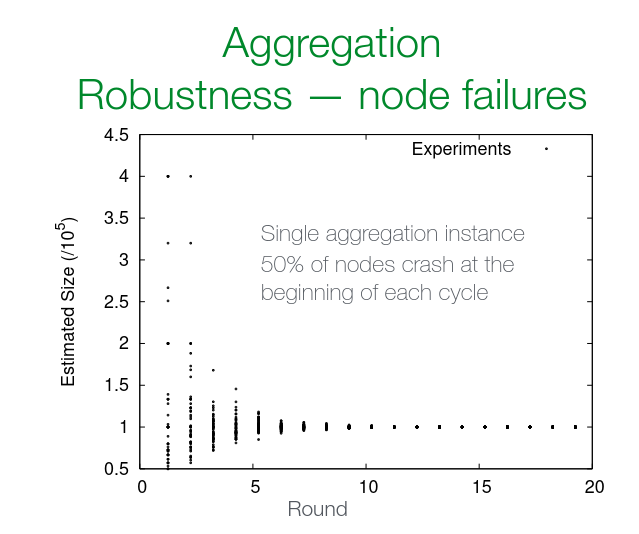 Aggregation
Robustness — node failures
4.5
Experiments
4
3.5
Single aggregation instance
50% of nodes crash at the
beginning of each cycle
3
2.5
2
1.5
1
0.5
Estimated Size (/10^5)
0 5 10 15 20
Round